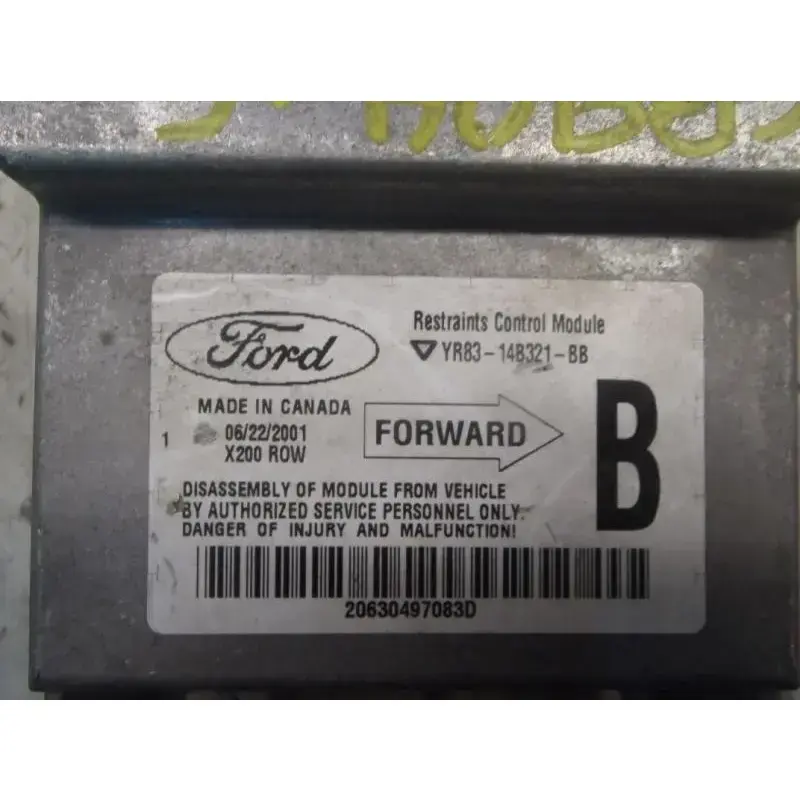 Ford
Restraints Control Module
YR83-14B321-BB
MADE IN CANADA
1 06/22/2001
X200 ROW
FORWARD
B
DISASSEMBLY OF MODULE FROM VEHICLE
BY AUTHORIZED SERVICE PERSONNEL ONLY.
DANGER OF INJURY AND MALFUNCTION!
20630497083D